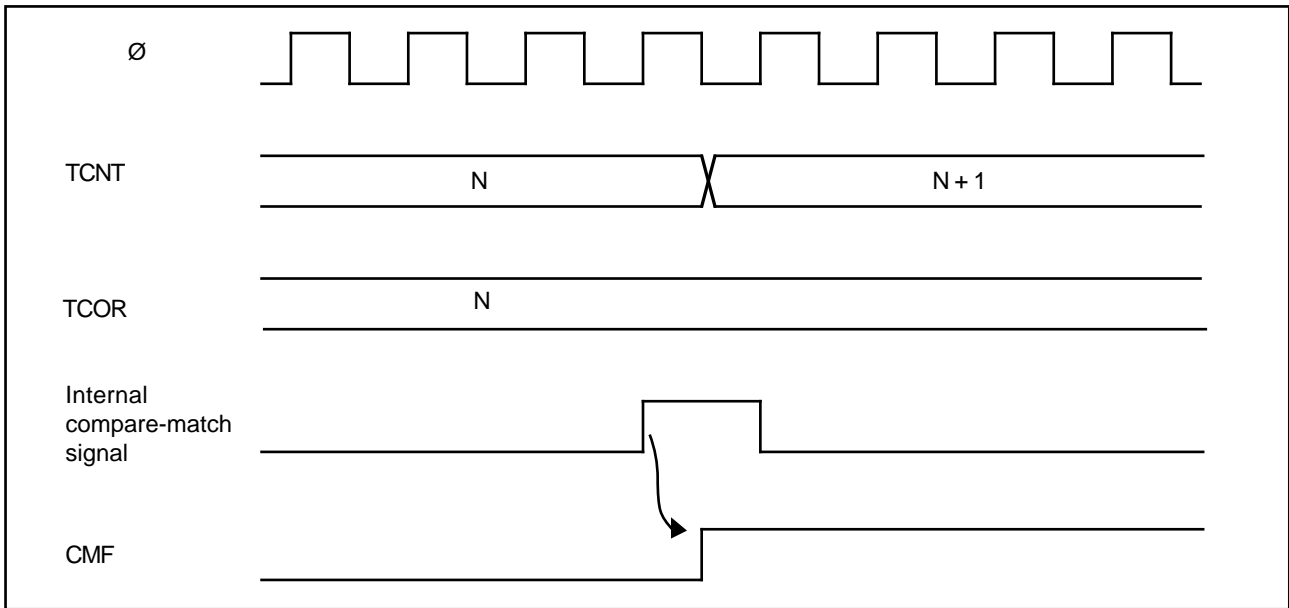 Ø
TCNT
N
N + 1
TCOR
N
Internal
compare-match
signal
CMF